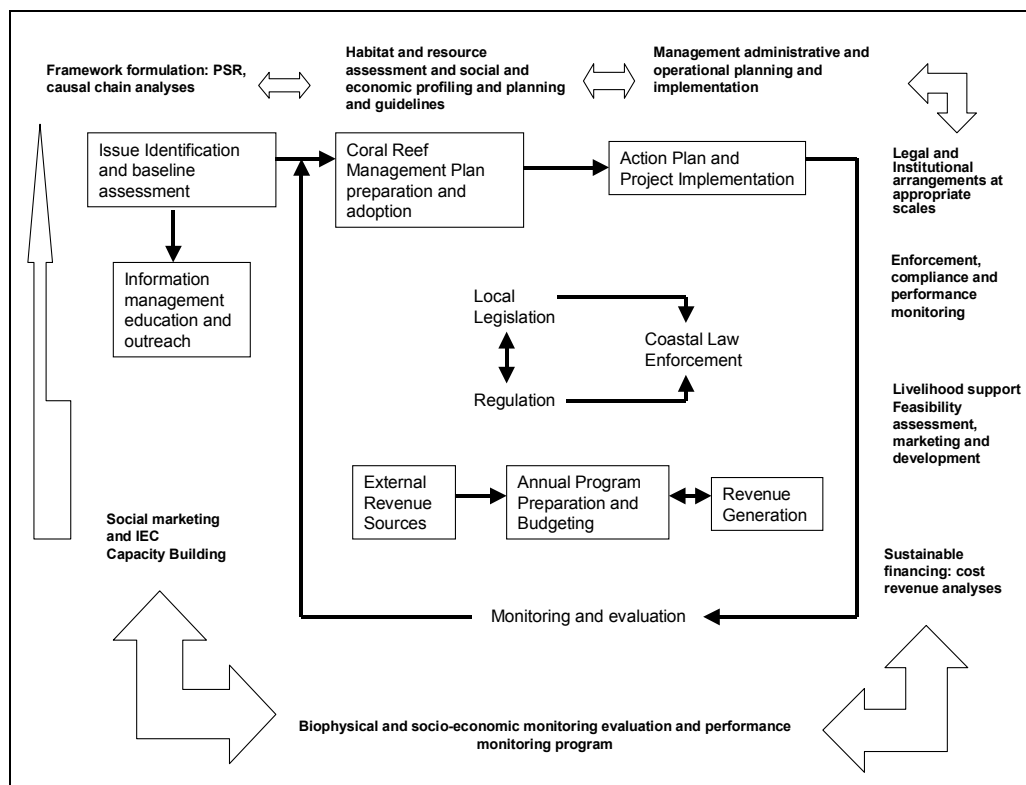 Framework formulation: PSR,
causal chain analyses
Habitat and resource
assessment and social and
economic profiling and planning
and guidelines
Management administrative and
operational planning and
implementation
Issue Identification
and baseline
assessment
Coral Reef
Management Plan
preparation and
adoption
Action Plan and
Project Implementation
Legal and
Institutional
arrangements at
appropriate
scales
Information
management
education and
outreach
Enforcement,
compliance and
performance
monitoring
Local
Legislation
Coastal Law
Enforcement
Regulation
Livelihood support
Feasibility
assessment,
marketing and
development
External
Revenue
Sources
Annual Program
Preparation and
Budgeting
Revenue
Generation
Social marketing
and IEC
Capacity Building
Sustainable
financing: cost
revenue analyses
Monitoring and evaluation
Biophysical and socio-economic monitoring evaluation and performance
monitoring program